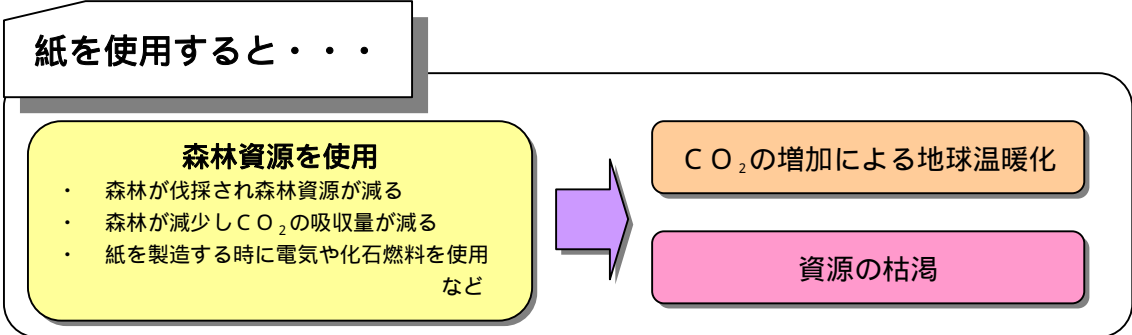 紙を使用すると・・・
森林資源を使用
・ 森林が伐採され森林資源が減る
・ 森林が減少しＣＯ₂の吸収量が減る
・ 紙を製造する時に電気や化石燃料を使用
など
ＣＯ₂の増加による地球温暖化
資源の枯渇